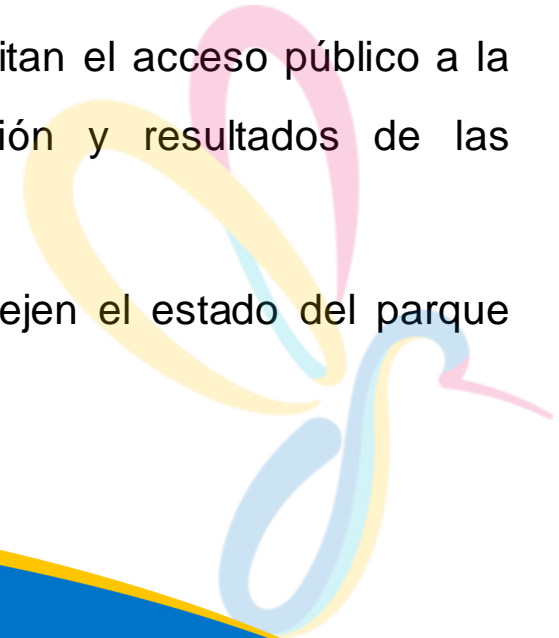 itan el acceso público a la
ión y resultados de las
ejen el estado del parque